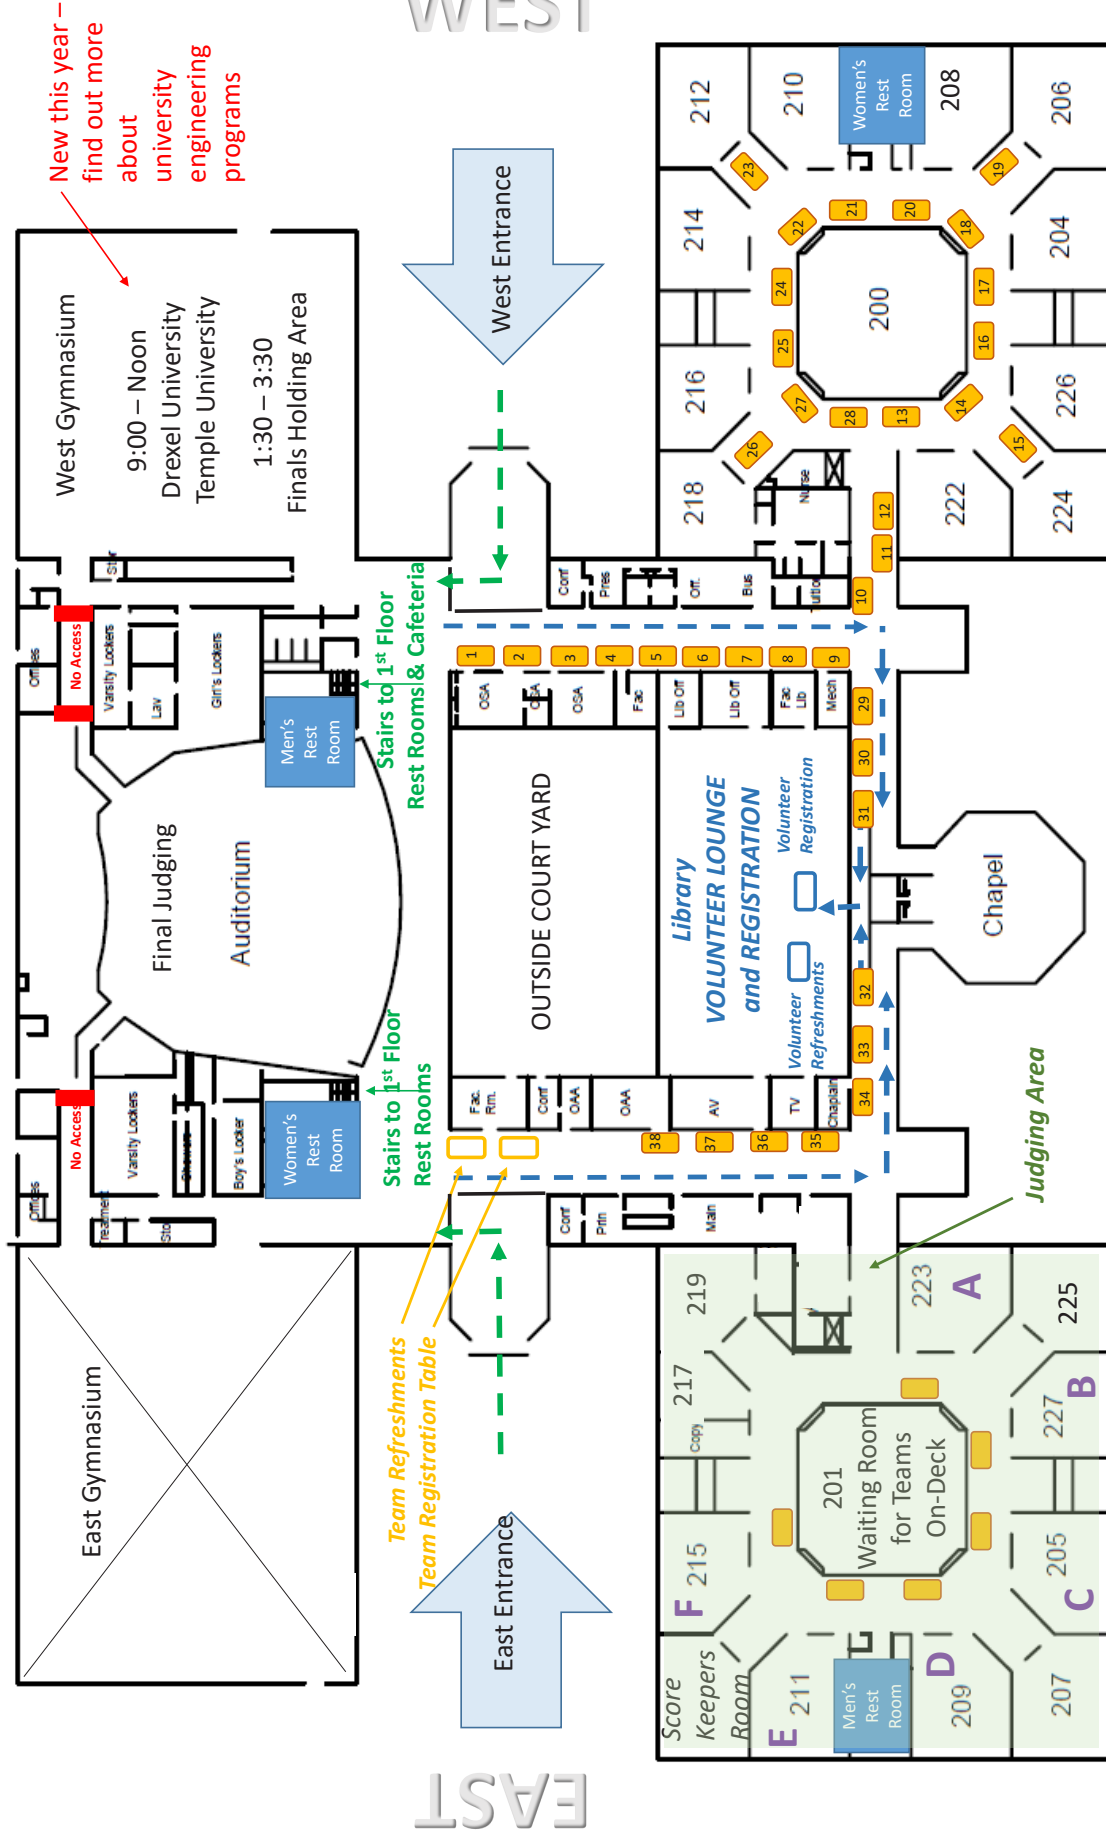 WEST
New this year –
find out more
about
university
engineering
programs
West Gymnasium
9:00 – Noon
Drexel University
Temple University
1:30 – 3:30
Finals Holding Area
West Entrance
212
210
Women's
Rest
Room
208
206
214
204
216
226
218
222
224
200
23
22
21
20
19
18
24
17
25
16
27
28
13
14
26
15
12
11
10
Nurse
Offices
No Access
Varsity Lockers
Lav
Girl's Lockers
Men's
Rest
Room
Stairs to 1st Floor
Rest Rooms & Cafeteria
Conf
Pres
Off.
Bus
1
2
3
4
5
6
7
8
9
OSA
OSA
OSA
Fac
Lib Off
Lib Off
Fac
Lib
Mech
29
30
31
Final Judging
Auditorium
OUTSIDE COURT YARD
Library
VOLUNTEER LOUNGE
and REGISTRATION
Volunteer
Registration
Volunteer
Refreshments
Chapel
32
33
34
Stairs to 1st Floor
Rest Rooms
Fac.
Rm.
Conf
OAA
OAA
AV
TV
Chaplain
38
37
36
35
No Access
Offices
Varsity Lockers
Showers
Boy's Locker
Women's
Rest
Room
Conf
Prin
Main
Judging Area
East Gymnasium
Team Refreshments
Team Registration Table
East Entrance
219
217
Copy
223
A
225
227
B
201
Waiting Room
for Teams
On-Deck
215
F
205
C
Score
Keepers
Room
211
E
Men's
Rest
Room
D
209
207
EAST